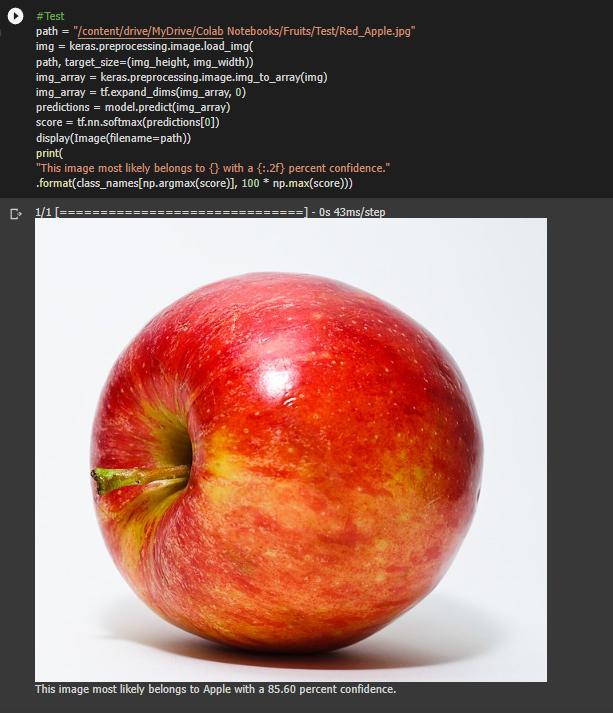 #Test
path = "/content/drive/MyDrive/Colab Notebooks/Fruits/Test/Red_Apple.jpg"
img = keras.preprocessing.image.load_img(
path, target_size=(img_height, img_width))
img_array = keras.preprocessing.image.img_to_array(img)
img_array = tf.expand_dims(img_array, 0)
predictions = model.predict(img_array)
score = tf.nn.softmax(predictions[0])
display(Image(filename=path))
print(
"This image most likely belongs to {} with a {:.2f} percent confidence."
.format(class_names[np.argmax(score)], 100 * np.max(score)))
1/1 [==============================] - 0s 43ms/step
This image most likely belongs to Apple with a 85.60 percent confidence.